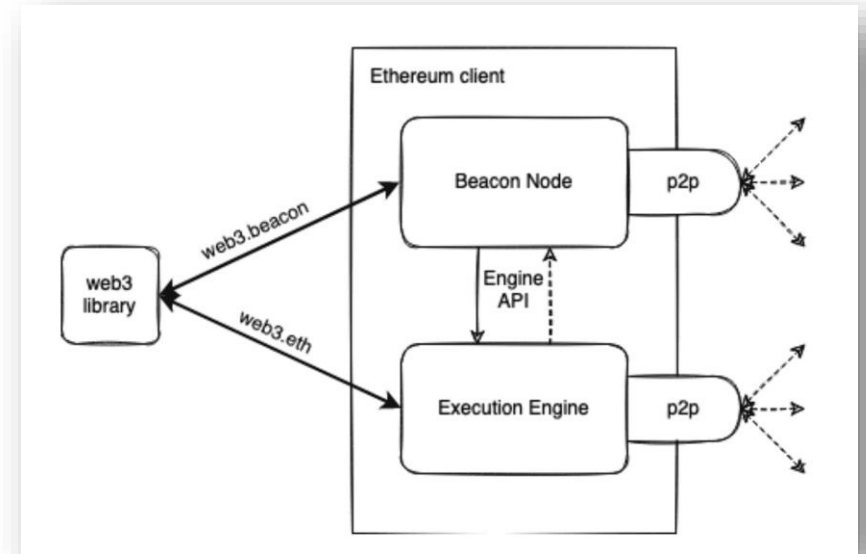 Ethereum client
Beacon Node
p2p
web3.beacon
web3
library
Engine
API
web3.eth
Execution Engine
p2p